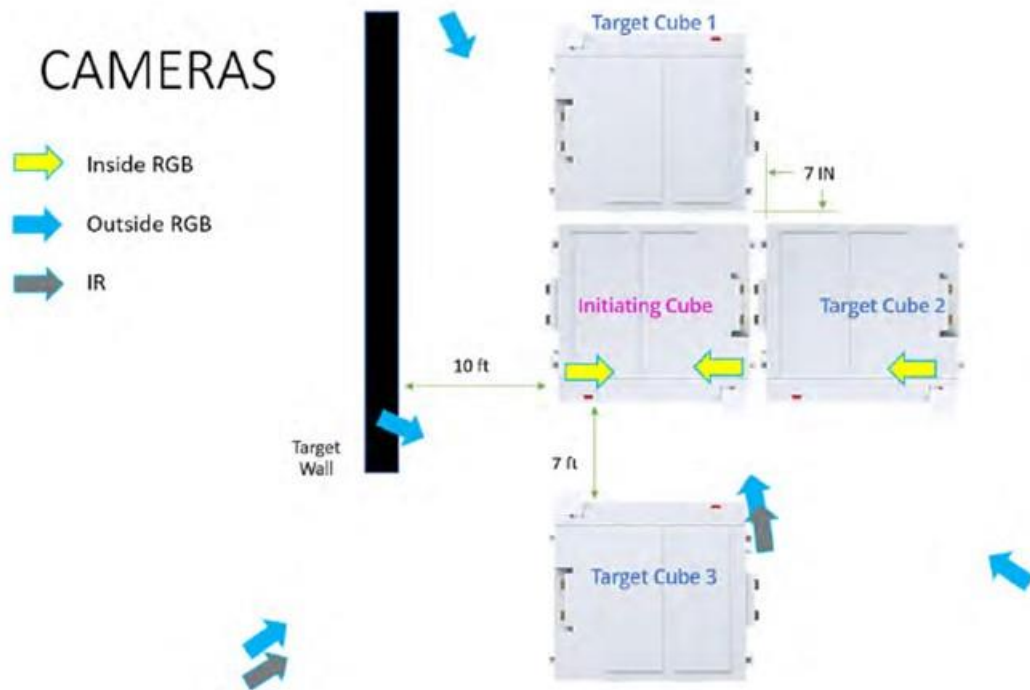 CAMERAS
Inside RGB
Outside RGB
IR
Target Cube 1
7 IN
Initiating Cube
Target Cube 2
10 ft
Target
Wall
7 ft
Target Cube 3